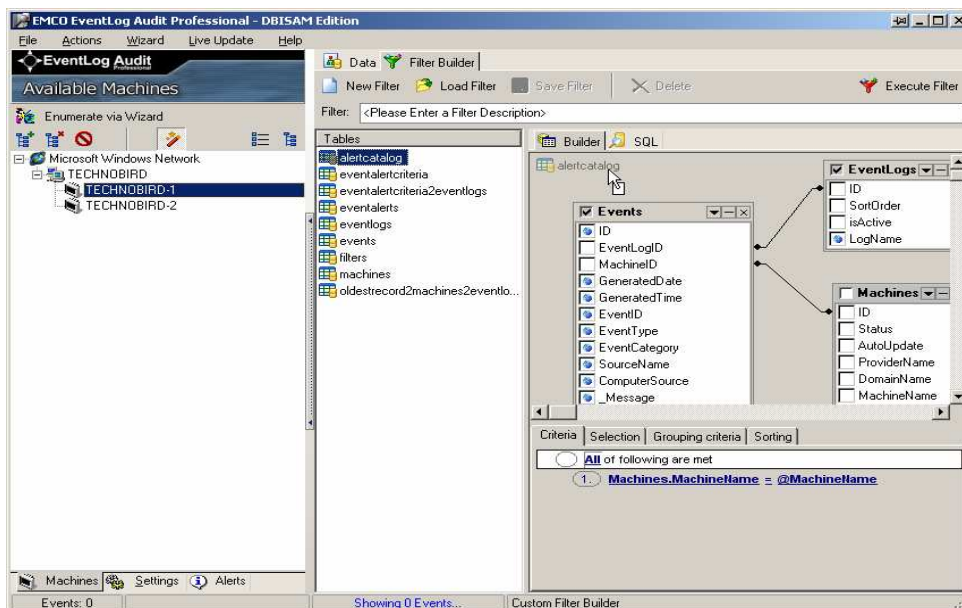 EMCO EventLog Audit Professional - DBISAM Edition
File Actions Wizard Live Update Help
EventLog Audit
Professional
Available Machines
Enumerate via Wizard
Microsoft Windows Network
TECHNOBIRD
TECHNOBIRD-1
TECHNOBIRD-2
Data Filter Builder
New Filter Load Filter Save Filter Delete Execute Filter
Filter: <Please Enter a Filter Description>
Tables
alertcatalog
eventalertcriteria
eventalertcriteria2eventlogs
eventalerts
eventlogs
events
filters
machines
oldestrecord2machines2eventlo...
Builder SQL
alertcatalog
Events
ID
EventLogID
MachineID
GeneratedDate
GeneratedTime
EventID
EventType
EventCategory
SourceName
ComputerSource
_Message
EventLogs
ID
SortOrder
isActive
LogName
Machines
ID
Status
AutoUpdate
ProviderName
DomainName
MachineName
Criteria Selection Grouping criteria Sorting
All of following are met
1. Machines.MachineName = @MachineName
Machines Settings Alerts
Events: 0 Showing 0 Events... Custom Filter Builder